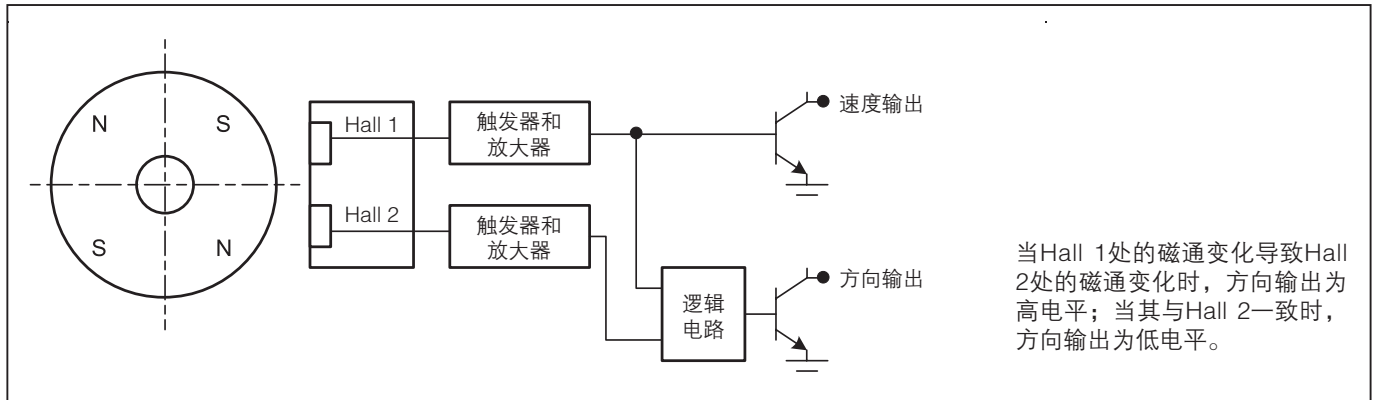 N
S
S
N
Hall 1
Hall 2
触发器和
放大器
触发器和
放大器
逻辑
电路
速度输出
方向输出
当Hall 1处的磁通变化导致Hall
2处的磁通变化时，方向输出为
高电平；当其与Hall 2一致时，
方向输出为低电平。